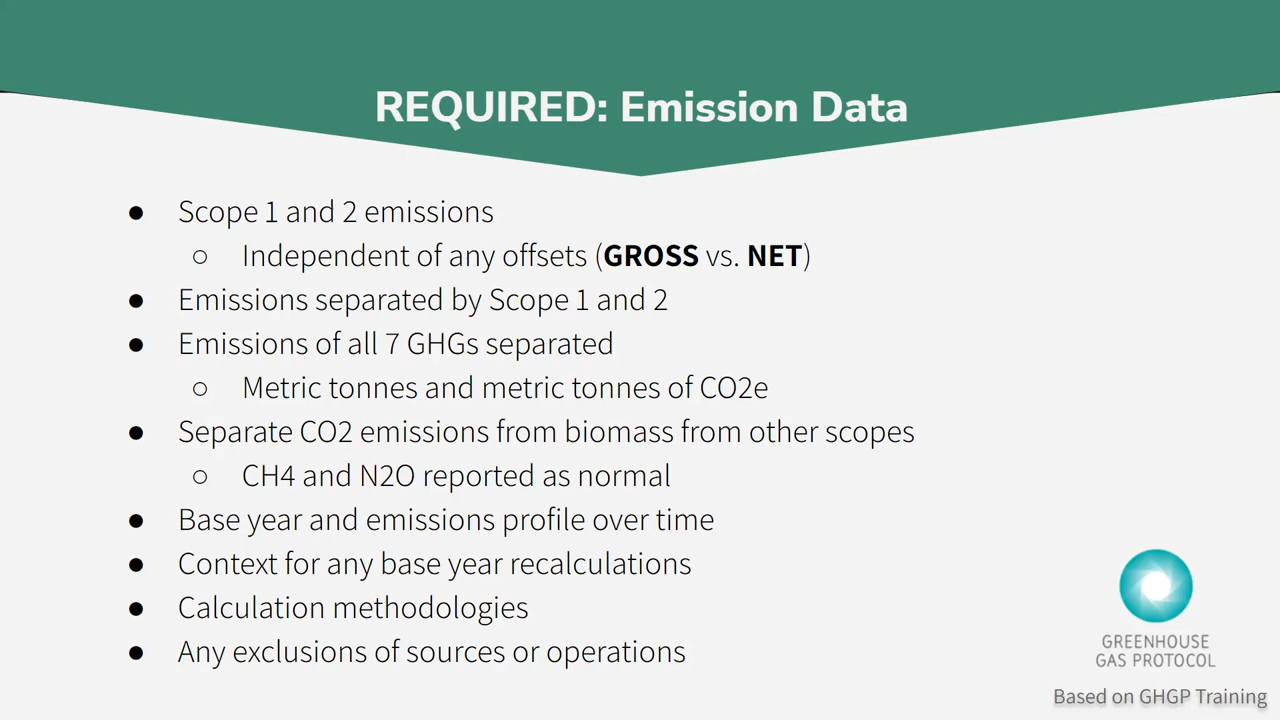 REQUIRED: Emission Data
● Scope 1 and 2 emissions
○ Independent of any offsets (GROSS vs. NET)
● Emissions separated by Scope 1 and 2
● Emissions of all 7 GHGs separated
○ Metric tonnes and metric tonnes of CO2e
● Separate CO2 emissions from biomass from other scopes
○ CH4 and N2O reported as normal
● Base year and emissions profile over time
● Context for any base year recalculations
● Calculation methodologies
● Any exclusions of sources or operations
GREENHOUSE
GAS PROTOCOL
Based on GHGP Training